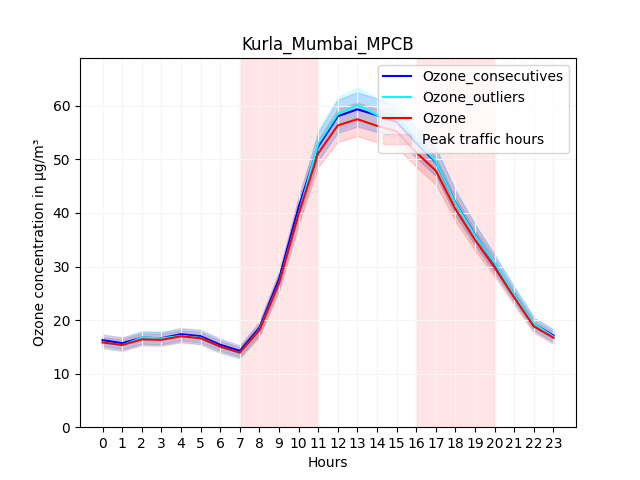 Kurla_Mumbai_MPCB
Ozone concentration in µg/m³
60
50
40
30
20
10
0
Ozone_consecutives
Ozone_outliers
Ozone
Peak traffic hours
0 1 2 3 4 5 6 7 8 9 10 11 12 13 14 15 16 17 18 19 20 21 22 23
Hours